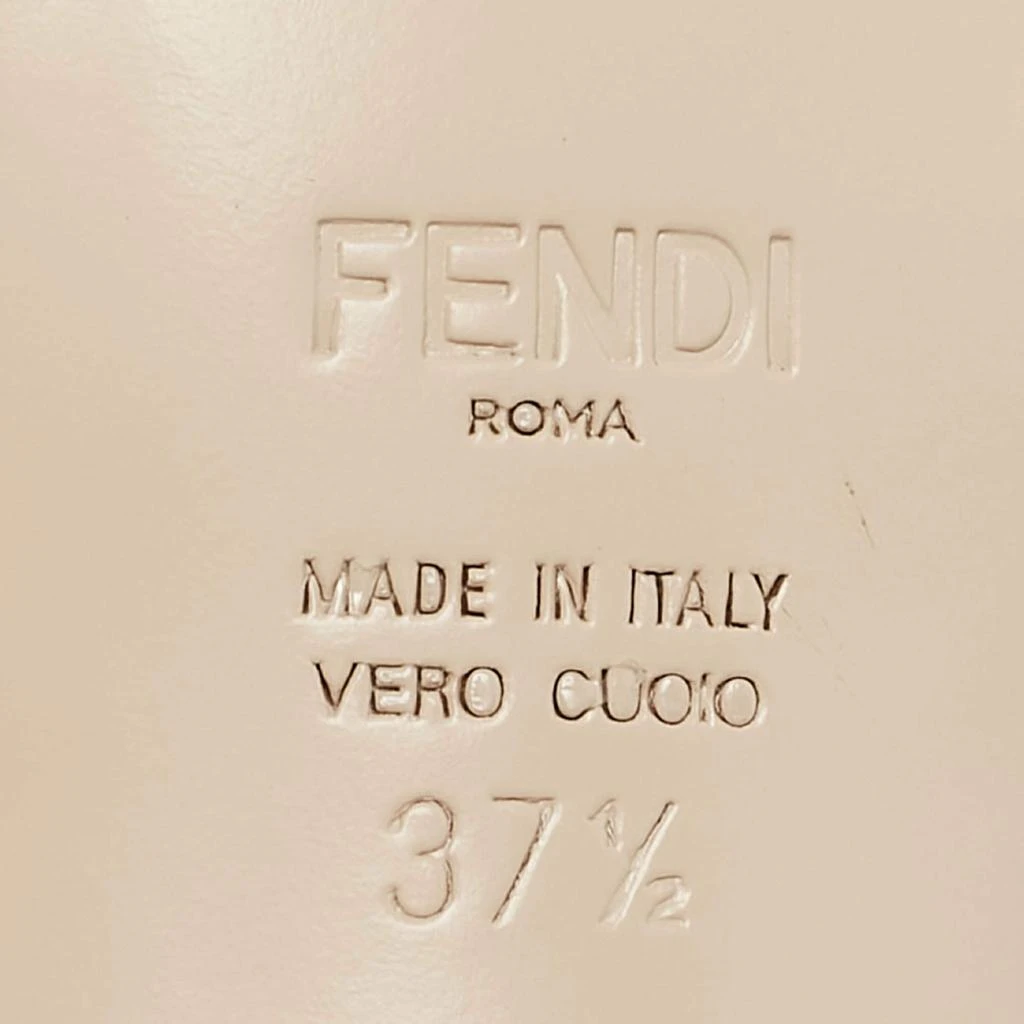 FENDI
ROMA
MADE IN ITALY
VERO CUOIO
37½